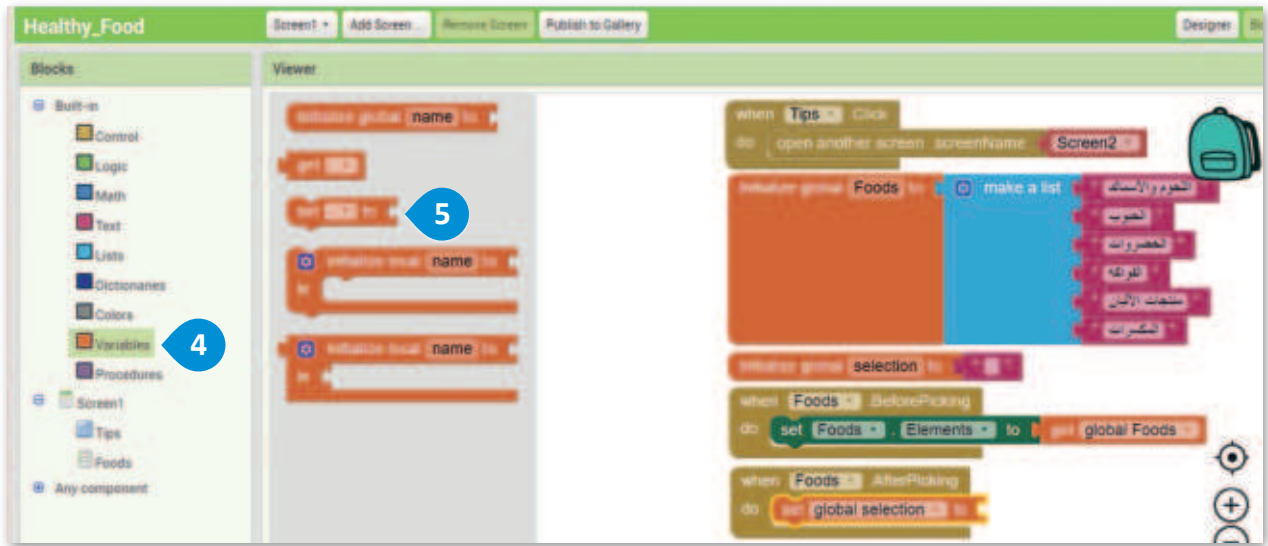 Healthy_Food
Screen1
Add Screen...
Remove Screen
Publish to Gallery
Designer
Blocks
Viewer
Built-in
Control
Logic
Math
Text
Lists
Dictionaries
Colors
Variables
Procedures
Screen1
Tips
Foods
Any component
4
initialize global name to
get
set to
5
initialize local name to
in
initialize local name to
in
when Tips .Click
do open another screen screenName Screen2
initialize global Foods to make a list " اللحوم والأسماك "
" الحبوب "
" الخضروات "
" الفواكه "
" منتجات الألبان "
" المكسرات "
initialize global selection to " "
when Foods .BeforePicking
do set Foods . Elements to get global Foods
when Foods .AfterPicking
do set global selection to